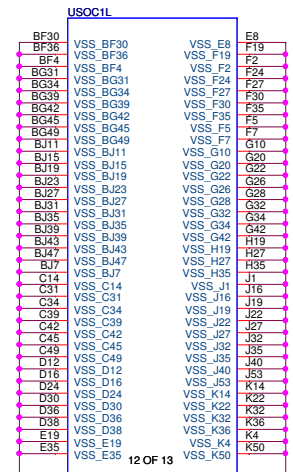 USOC1L
BF30 VSS_BF30 VSS_E8 E8
BF36 VSS_BF36 VSS_F19 F19
BF4 VSS_BF4 VSS_F2 F2
BG31 VSS_BG31 VSS_F24 F24
BG34 VSS_BG34 VSS_F27 F27
BG39 VSS_BG39 VSS_F30 F30
BG42 VSS_BG42 VSS_F35 F35
BG45 VSS_BG45 VSS_F5 F5
BG49 VSS_BG49 VSS_F7 F7
BJ11 VSS_BJ11 VSS_G10 G10
BJ15 VSS_BJ15 VSS_G20 G20
BJ19 VSS_BJ19 VSS_G22 G22
BJ23 VSS_BJ23 VSS_G26 G26
BJ27 VSS_BJ27 VSS_G28 G28
BJ31 VSS_BJ31 VSS_G32 G32
BJ35 VSS_BJ35 VSS_G34 G34
BJ39 VSS_BJ39 VSS_G42 G42
BJ43 VSS_BJ43 VSS_H19 H19
BJ47 VSS_BJ47 VSS_H27 H27
BJ7 VSS_BJ7 VSS_H35 H35
C14 VSS_C14 VSS_J1 J1
C31 VSS_C31 VSS_J16 J16
C34 VSS_C34 VSS_J19 J19
C39 VSS_C39 VSS_J22 J22
C42 VSS_C42 VSS_J27 J27
C45 VSS_C45 VSS_J32 J32
C49 VSS_C49 VSS_J35 J35
D12 VSS_D12 VSS_J40 J40
D16 VSS_D16 VSS_J53 J53
D24 VSS_D24 VSS_K14 K14
D30 VSS_D30 VSS_K22 K22
D36 VSS_D36 VSS_K32 K32
D38 VSS_D38 VSS_K36 K36
E19 VSS_E19 VSS_K4 K4
E35 VSS_E35 12 OF 13 VSS_K50 K50